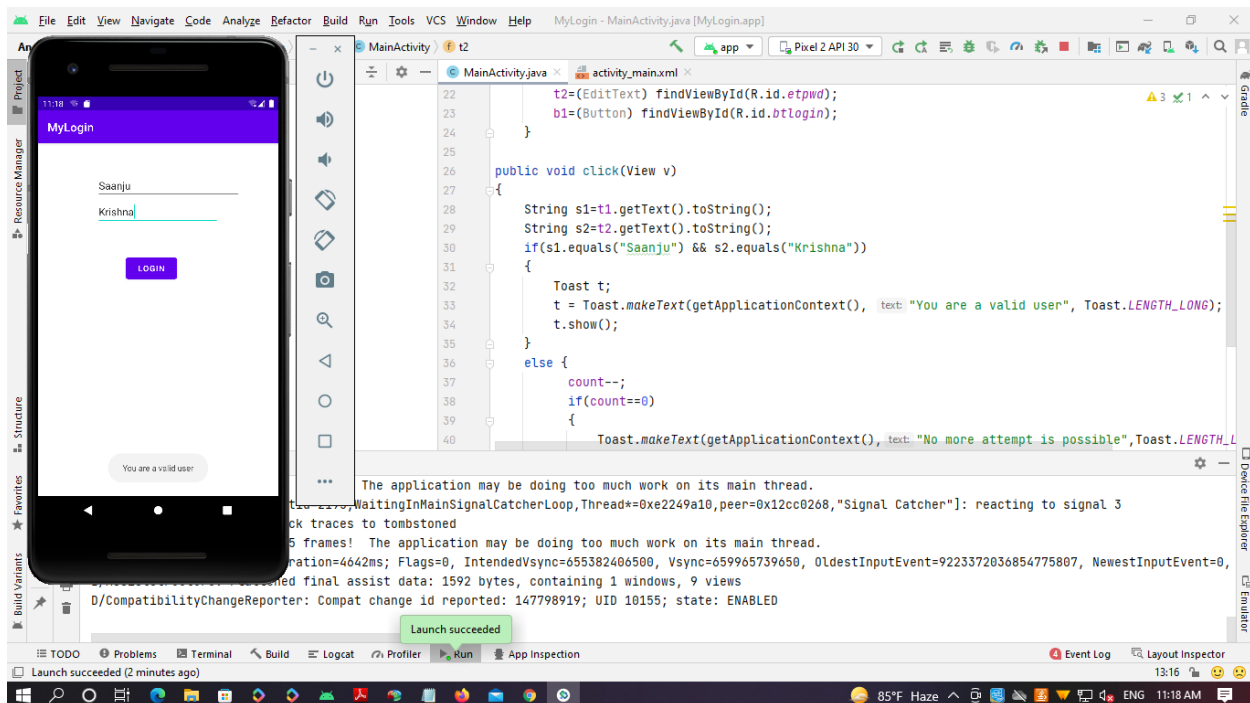 File Edit View Navigate Code Analyze Refactor Build Run Tools VCS Window Help MyLogin - MainActivity.java [MyLogin.app]
An MainActivity t2 app Pixel 2 API 30
MainActivity.java activity_main.xml
Project
Resource Manager
Structure
Favorites
Build Variants
11:18
MyLogin
Saanju
Krishna
LOGIN
You are a valid user
22 t2=(EditText) findViewById(R.id.etpwd);
23 b1=(Button) findViewById(R.id.btlogin);
24 }
25
26 public void click(View v)
27 {
28 String s1=t1.getText().toString();
29 String s2=t2.getText().toString();
30 if(s1.equals("Saanju") && s2.equals("Krishna"))
31 {
32 Toast t;
33 t = Toast.makeText(getApplicationContext(), text: "You are a valid user", Toast.LENGTH_LONG);
34 t.show();
35 }
36 else {
37 count--;
38 if(count==0)
39 {
40 Toast.makeText(getApplicationContext(), text: "No more attempt is possible",Toast.LENGTH_L
3 1
Gradle
Device File Explorer
Emulator
The application may be doing too much work on its main thread.
WaitingInMainSignalCatcherLoop,Thread*=0xe2249a10,peer=0x12cc0268,"Signal Catcher"]: reacting to signal 3
ck traces to tombstoned
5 frames! The application may be doing too much work on its main thread.
ration=4642ms; Flags=0, IntendedVsync=655382406500, Vsync=659965739650, OldestInputEvent=9223372036854775807, NewestInputEvent=0,
final assist data: 1592 bytes, containing 1 windows, 9 views
D/CompatibilityChangeReporter: Compat change id reported: 147798919; UID 10155; state: ENABLED
Launch succeeded
TODO Problems Terminal Build Logcat Profiler Run App Inspection 4 Event Log Layout Inspector
Launch succeeded (2 minutes ago) 13:16
85°F Haze ENG 11:18 AM